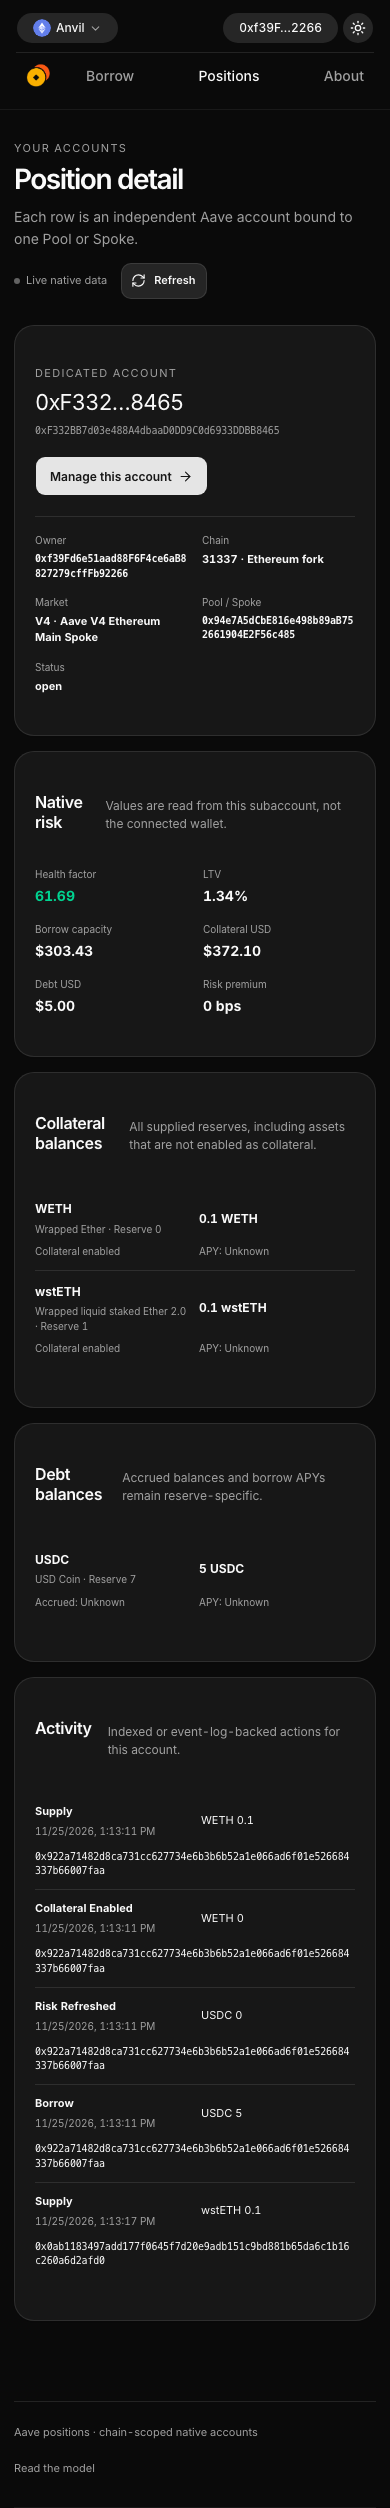 Anvil
0xf39F...2266
Borrow
Positions
About
YOUR ACCOUNTS
Position detail
Each row is an independent Aave account bound to
one Pool or Spoke.
Live native data
Refresh
DEDICATED ACCOUNT
0xF332...8465
0xF332BB7d03e488A4dbaaD0DD9C0d6933DDBB8465
Manage this account →
Owner
0xf39Fd6e51aad88F6F4ce6aB8
827279cffFb92266
Chain
31337 · Ethereum fork
Market
V4 · Aave V4 Ethereum
Main Spoke
Pool / Spoke
0x94e7A5dCbE816e498b89aB75
2661904E2F56c485
Status
open
Native
risk
Values are read from this subaccount, not
the connected wallet.
Health factor
61.69
LTV
1.34%
Borrow capacity
$303.43
Collateral USD
$372.10
Debt USD
$5.00
Risk premium
0 bps
Collateral
balances
All supplied reserves, including assets
that are not enabled as collateral.
WETH
Wrapped Ether · Reserve 0
0.1 WETH
Collateral enabled
APY: Unknown
wstETH
Wrapped liquid staked Ether 2.0
· Reserve 1
0.1 wstETH
Collateral enabled
APY: Unknown
Debt
balances
Accrued balances and borrow APYs
remain reserve-specific.
USDC
USD Coin · Reserve 7
5 USDC
Accrued: Unknown
APY: Unknown
Activity
Indexed or event-log-backed actions for
this account.
Supply
11/25/2026, 1:13:11 PM
WETH 0.1
0x922a71482d8ca731cc627734e6b3b6b52a1e066ad6f01e526684
337b66007faa
Collateral Enabled
11/25/2026, 1:13:11 PM
WETH 0
0x922a71482d8ca731cc627734e6b3b6b52a1e066ad6f01e526684
337b66007faa
Risk Refreshed
11/25/2026, 1:13:11 PM
USDC 0
0x922a71482d8ca731cc627734e6b3b6b52a1e066ad6f01e526684
337b66007faa
Borrow
11/25/2026, 1:13:11 PM
USDC 5
0x922a71482d8ca731cc627734e6b3b6b52a1e066ad6f01e526684
337b66007faa
Supply
11/25/2026, 1:13:17 PM
wstETH 0.1
0x0ab1183497add177f0645f7d20e9adb151c9bd881b65da6c1b16
c260a6d2afd0
Aave positions · chain-scoped native accounts
Read the model